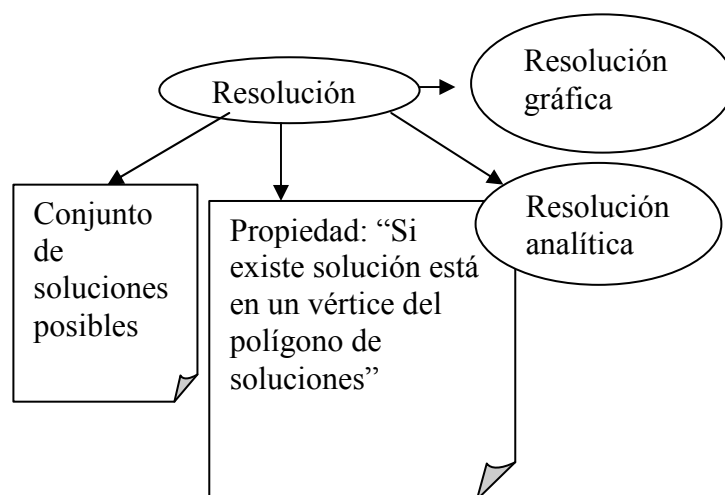 Resolución
Resolución
gráfica
Conjunto
de
soluciones
posibles
Propiedad: “Si
existe solución está
en un vértice del
polígono de
soluciones”
Resolución
analítica